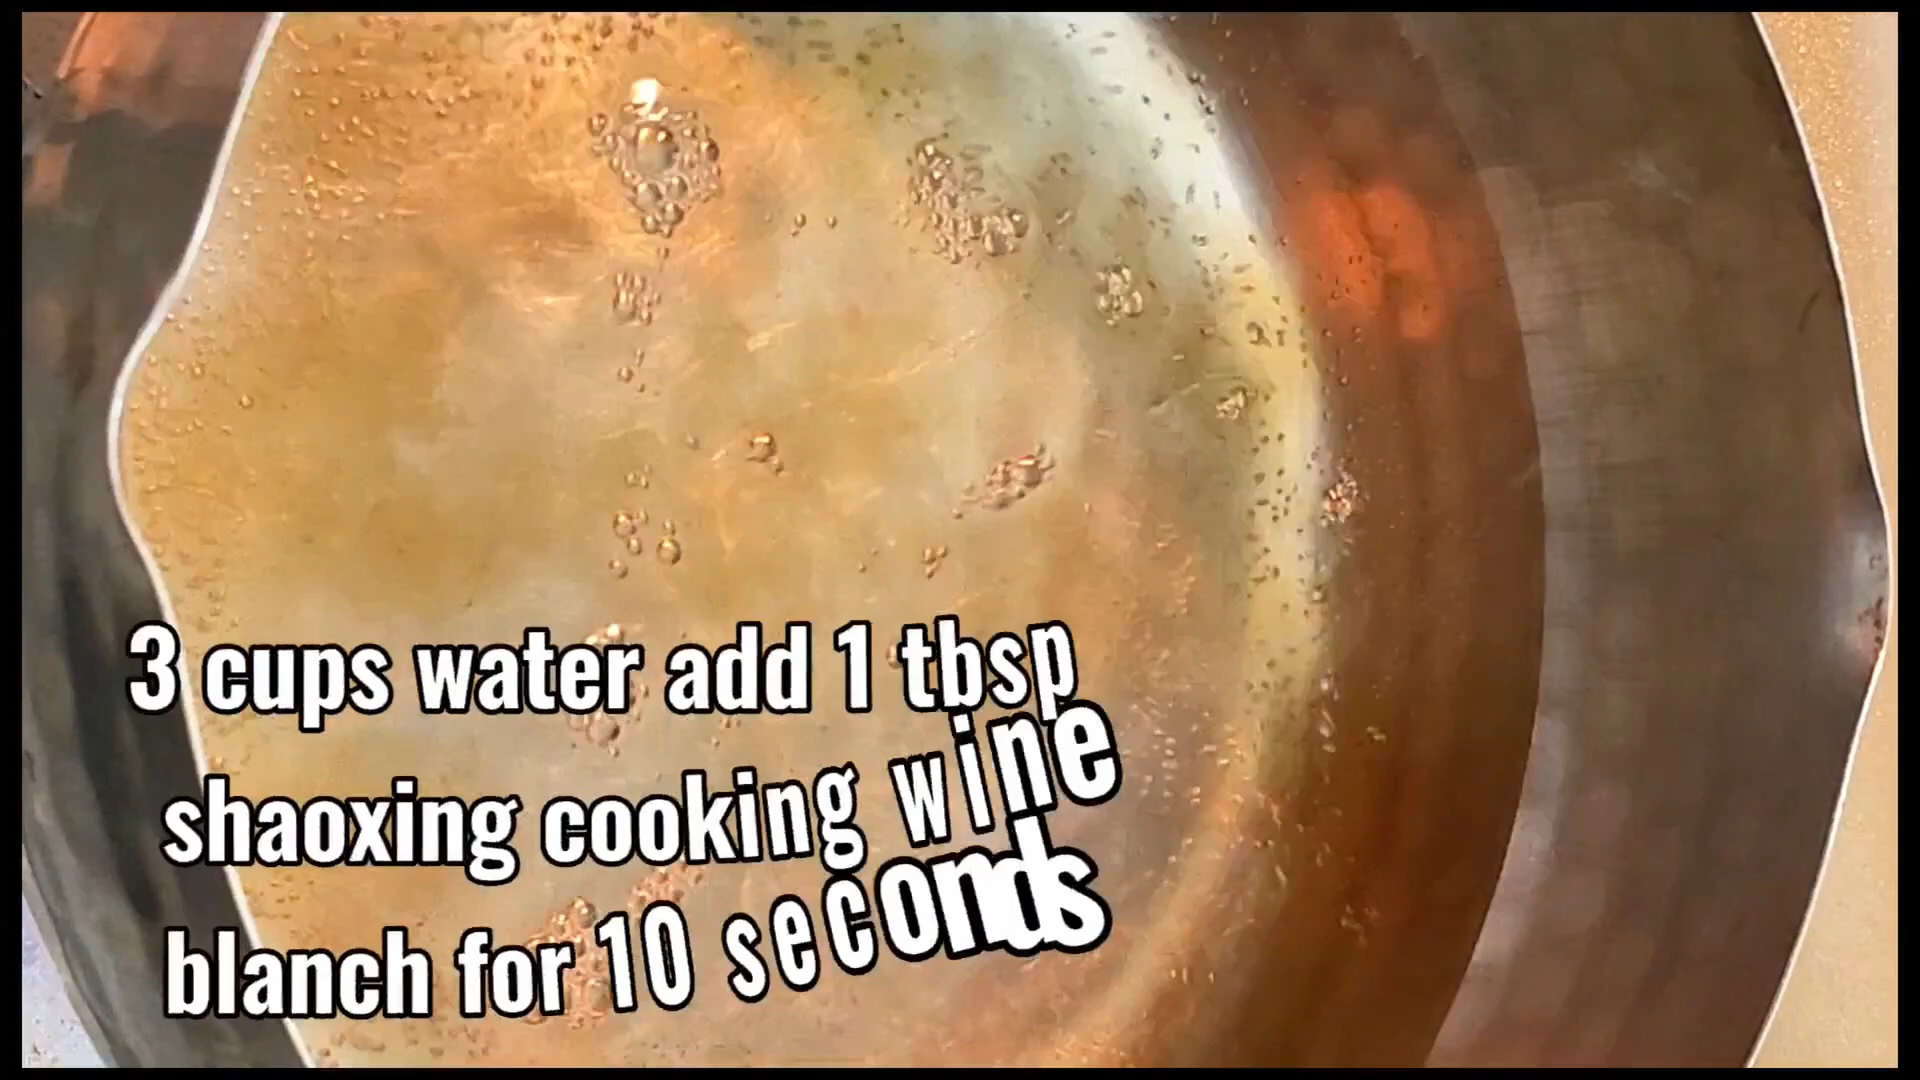 3 cups water add 1 tbsp
shaoxing cooking wine
blanch for 10 seconds